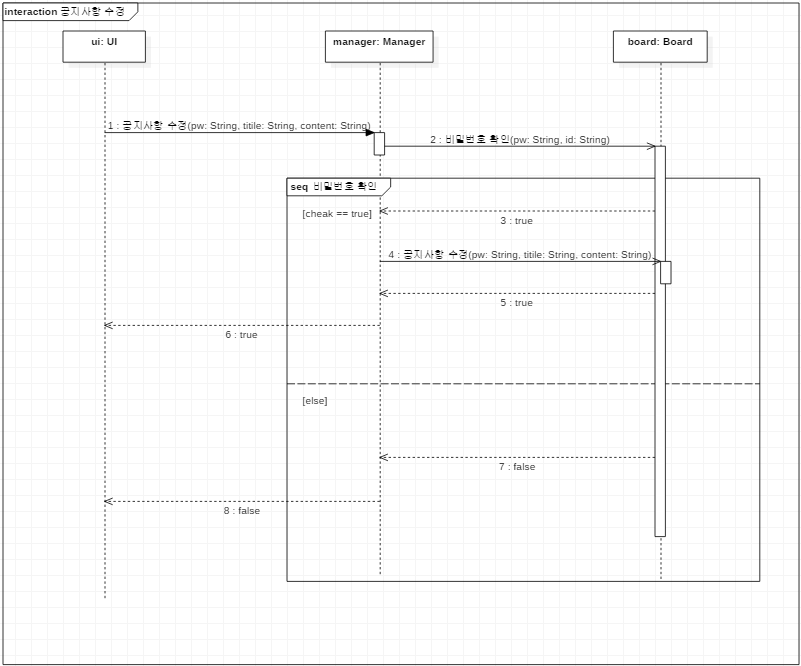 interaction 공지사항 수정
ui: UI
manager: Manager
board: Board
1 : 공지사항 수정(pw: String, titile: String, content: String)
2 : 비밀번호 확인(pw: String, id: String)
seq 비밀번호 확인
[cheak == true]
3 : true
4 : 공지사항 수정(pw: String, titile: String, content: String)
5 : true
6 : true
[else]
7 : false
8 : false